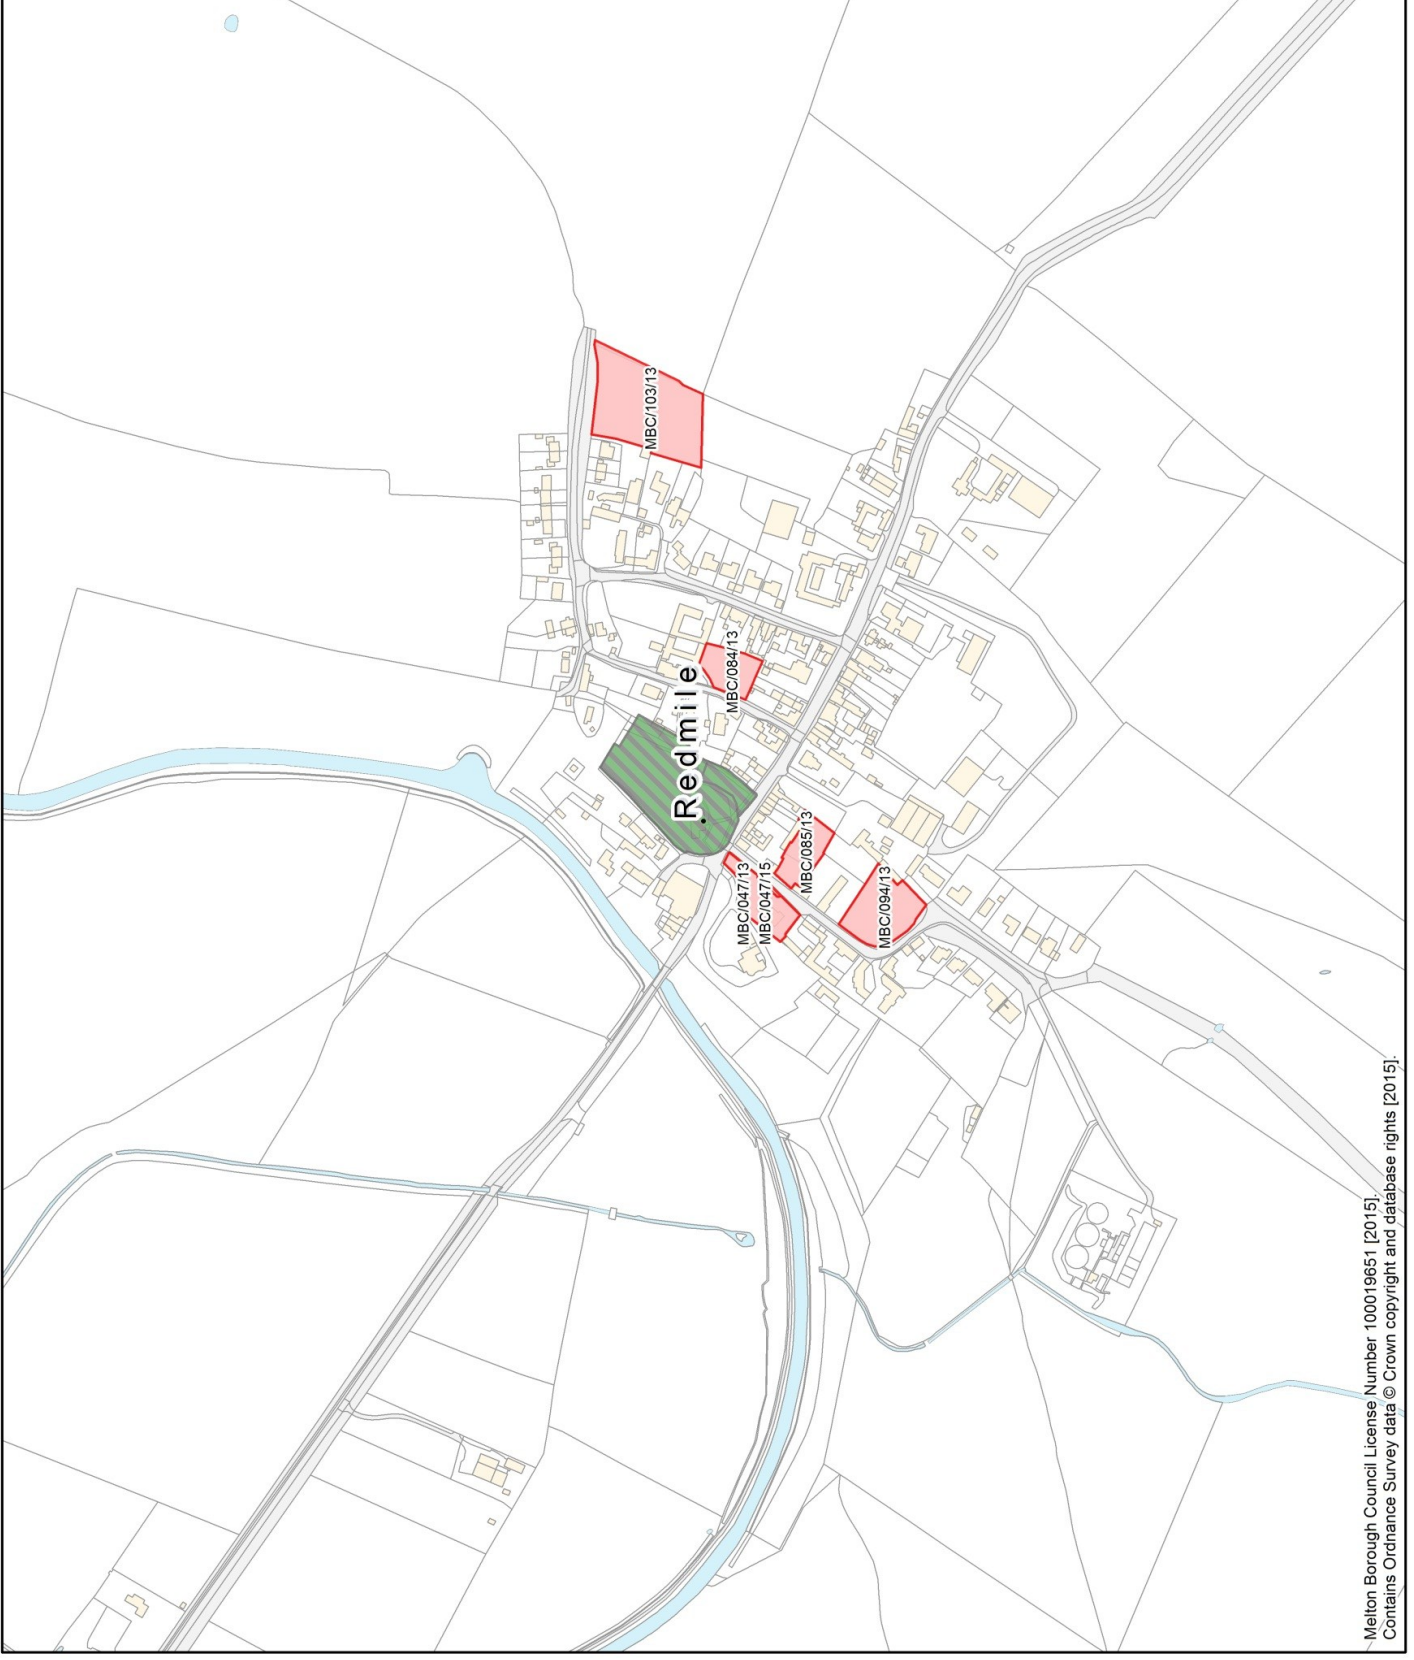 MBC/103/13
Redmile
MBC/084/13
MBC/047/13
MBC/047/15
MBC/085/13
MBC/094/13
Melton Borough Council License Number 100019651 [2015].
Contains Ordnance Survey data © Crown copyright and database rights [2015].